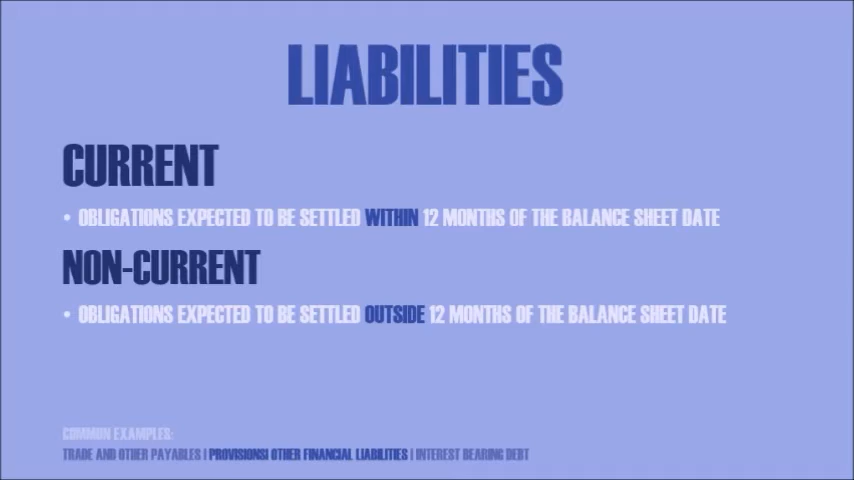 LIABILITIES
CURRENT
• OBLIGATIONS EXPECTED TO BE SETTLED WITHIN 12 MONTHS OF THE BALANCE SHEET DATE
NON-CURRENT
• OBLIGATIONS EXPECTED TO BE SETTLED OUTSIDE 12 MONTHS OF THE BALANCE SHEET DATE
COMMON EXAMPLES:
TRADE AND OTHER PAYABLES | PROVISIONS| OTHER FINANCIAL LIABILITIES | INTEREST BEARING DEBT